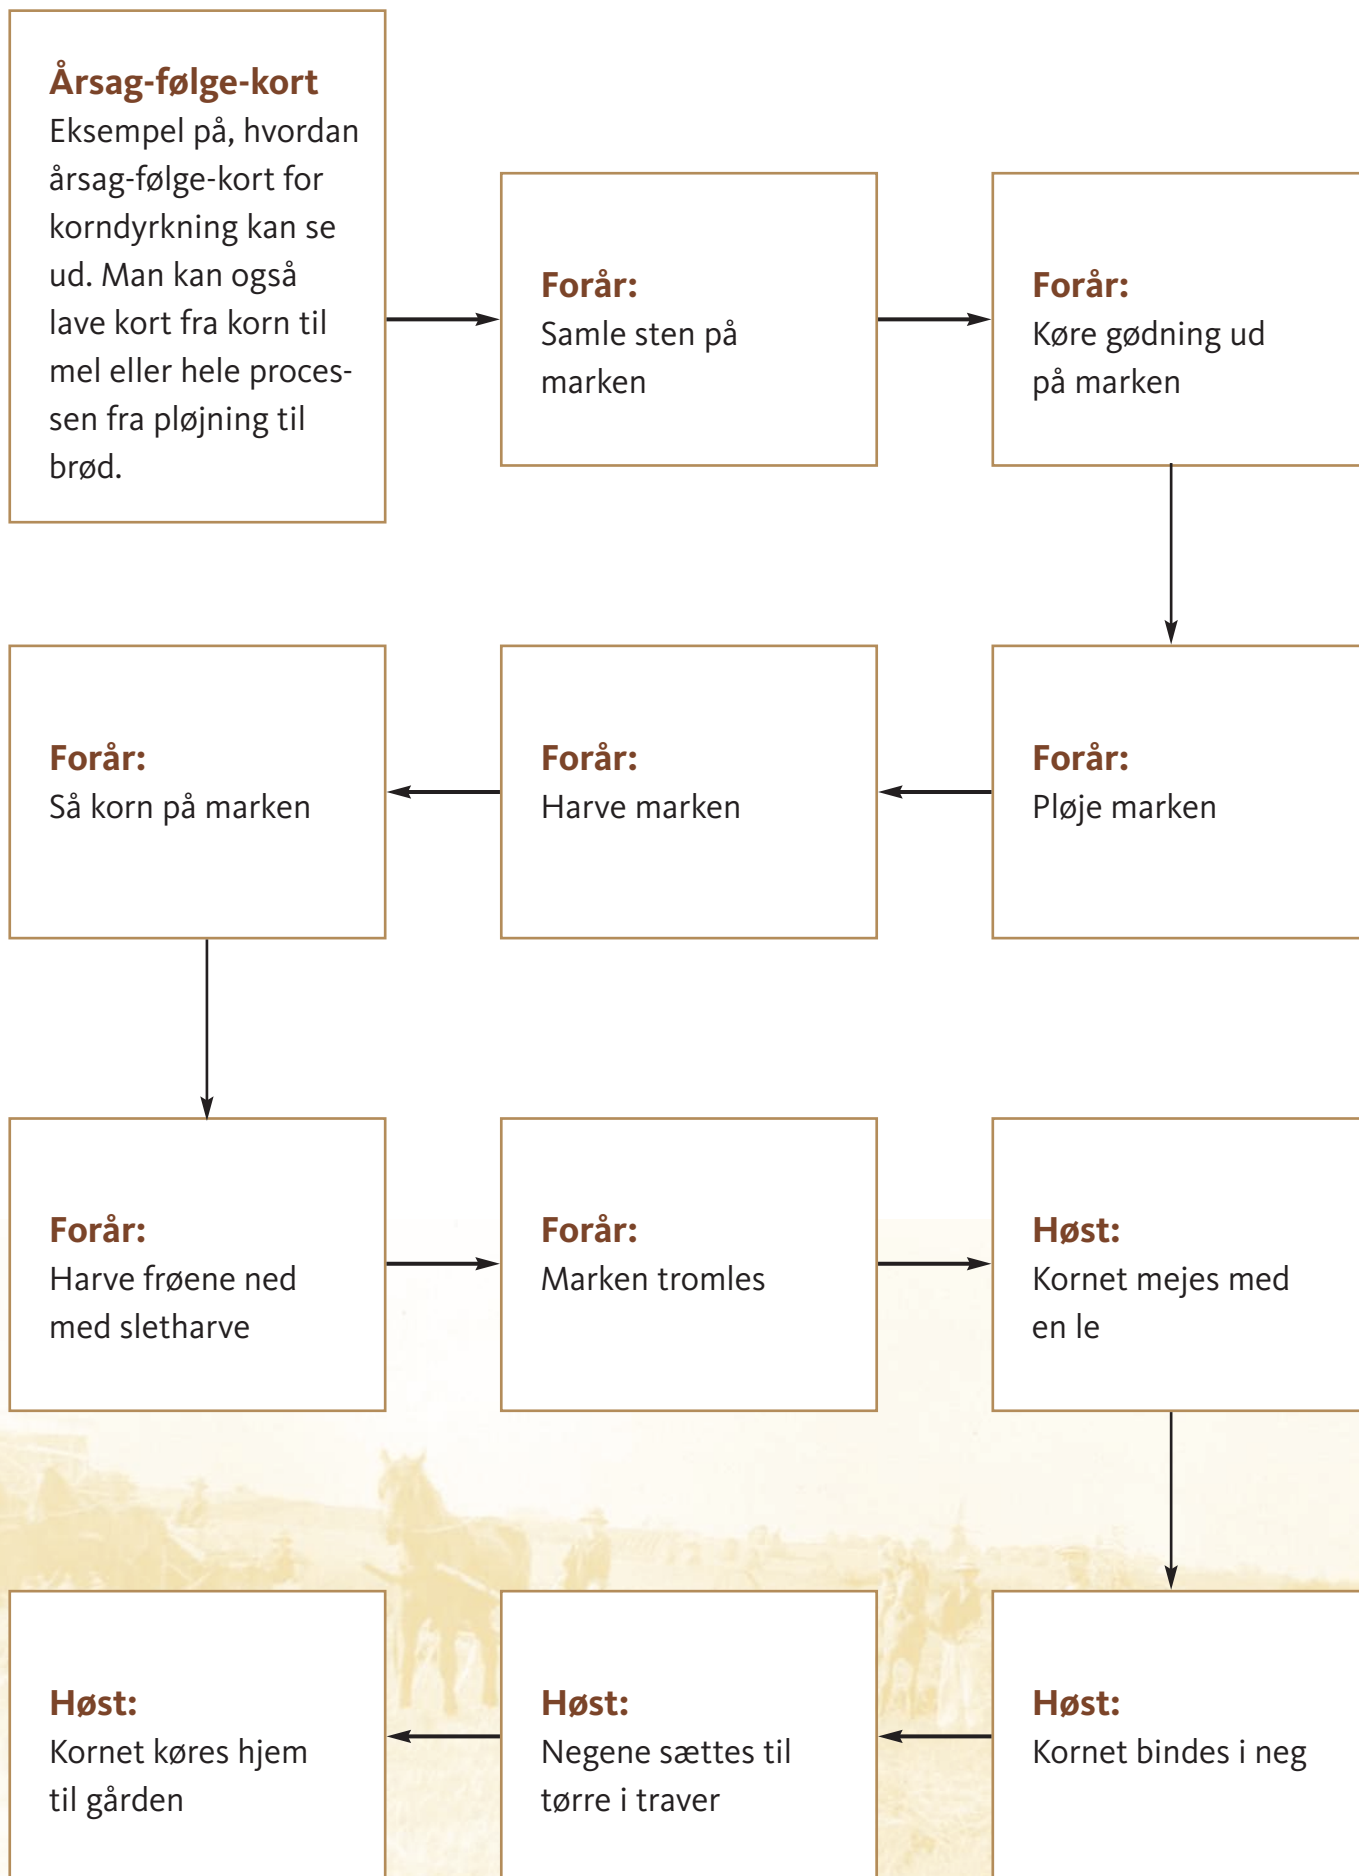 Årsag-følge-kort
Eksempel på, hvordan
årsag-følge-kort for
korndyrkning kan se
ud. Man kan også
lave kort fra korn til
mel eller hele proces-
sen fra pløjning til
brød.
Forår:
Samle sten på
marken
Forår:
Køre gødning ud
på marken
Forår:
Pløje marken
Forår:
Harve marken
Forår:
Så korn på marken
Forår:
Harve frøene ned
med sletharve
Forår:
Marken tromles
Høst:
Kornet mejes med
en le
Høst:
Kornet bindes i neg
Høst:
Negene sættes til
tørre i traver
Høst:
Kornet køres hjem
til gården